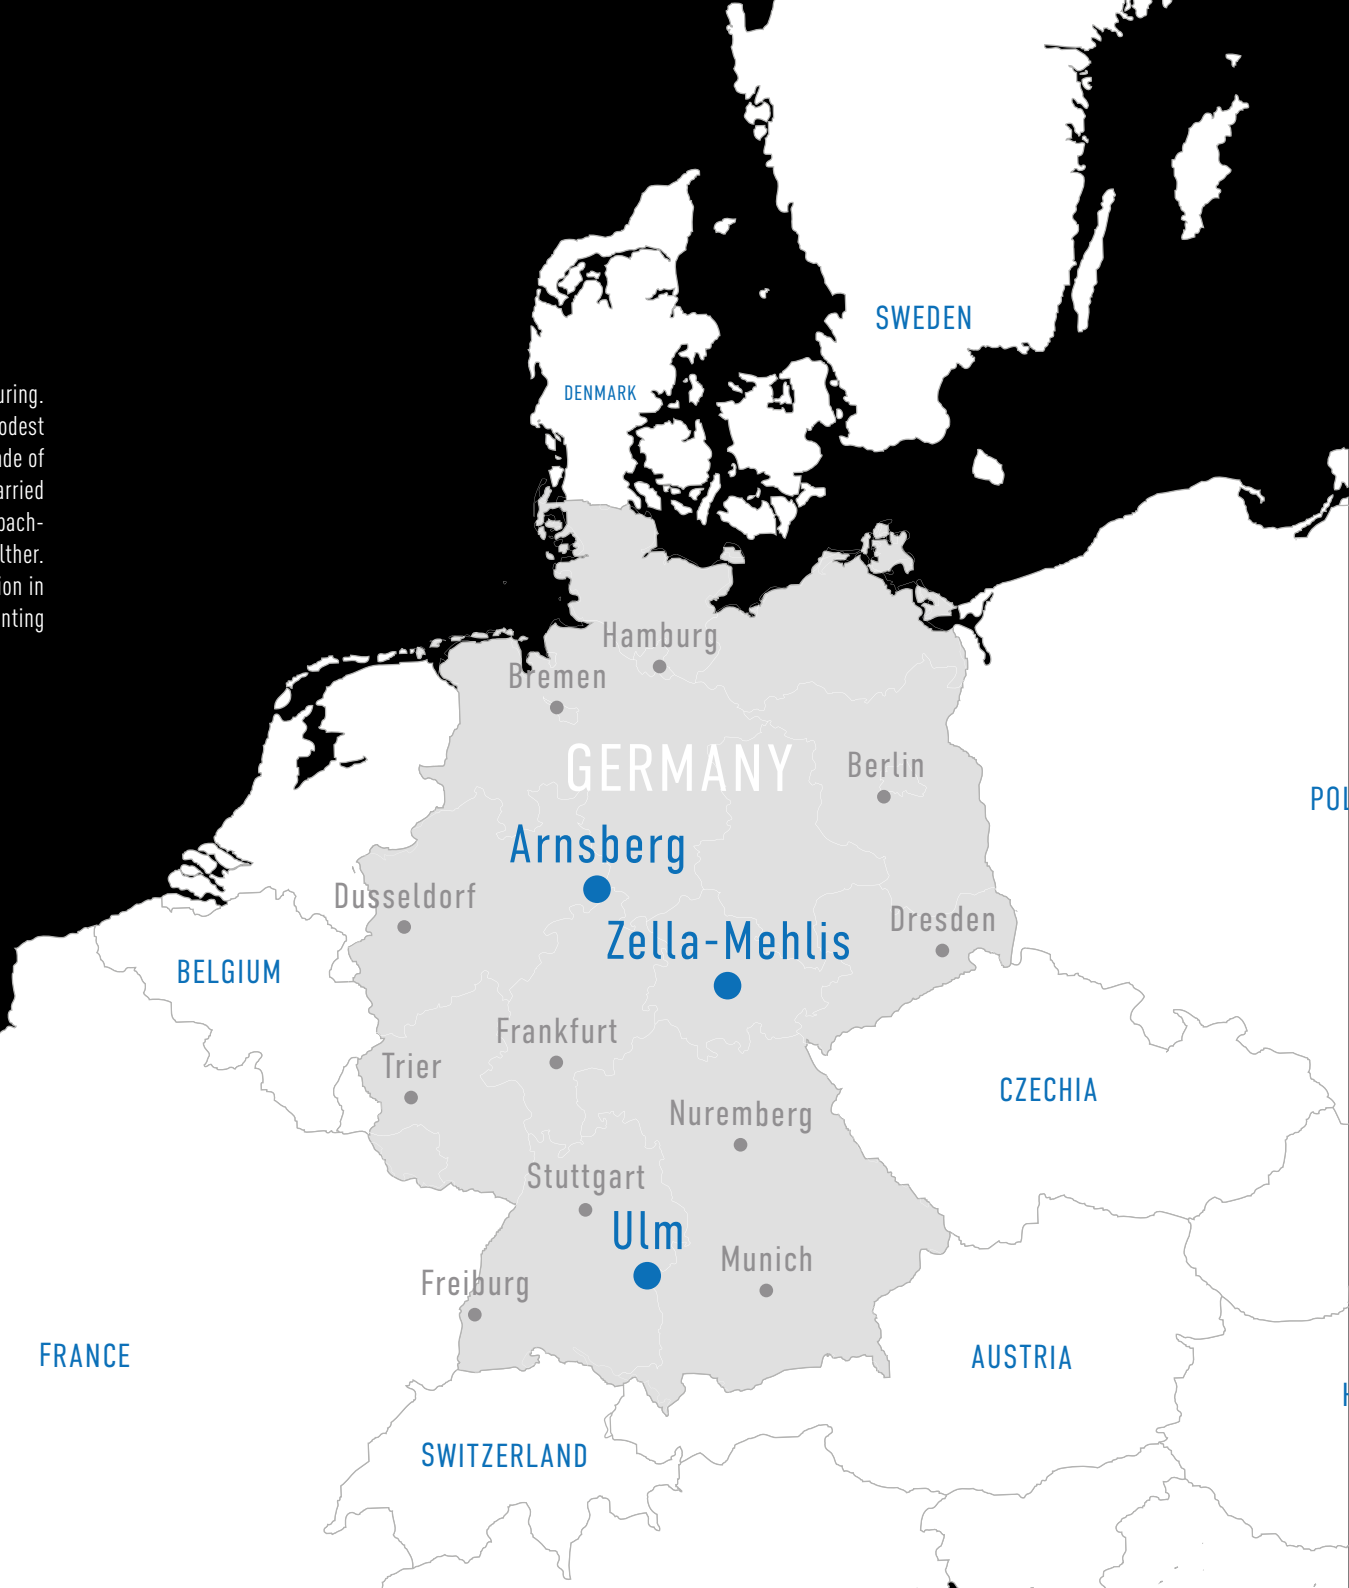 SWEDEN
DENMARK
uring.
odest
de of
arried
bach-
lther.
ion in
nting
Hamburg
Bremen
GERMANY
Berlin
POL
Arnsberg
Dusseldorf
Dresden
Zella-Mehlis
BELGIUM
Frankfurt
Trier
CZECHIA
Nuremberg
Stuttgart
Ulm
Munich
Freiburg
FRANCE
AUSTRIA
SWITZERLAND